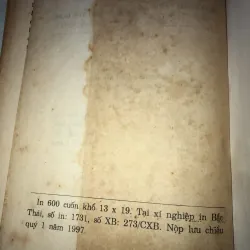 In 600 cuốn khổ 13 x 19. Tại xí nghiệp in Bắc
Thái, số in: 1731, số XB: 273/CXB. Nộp lưu chiểu
quý 1 năm 1997.